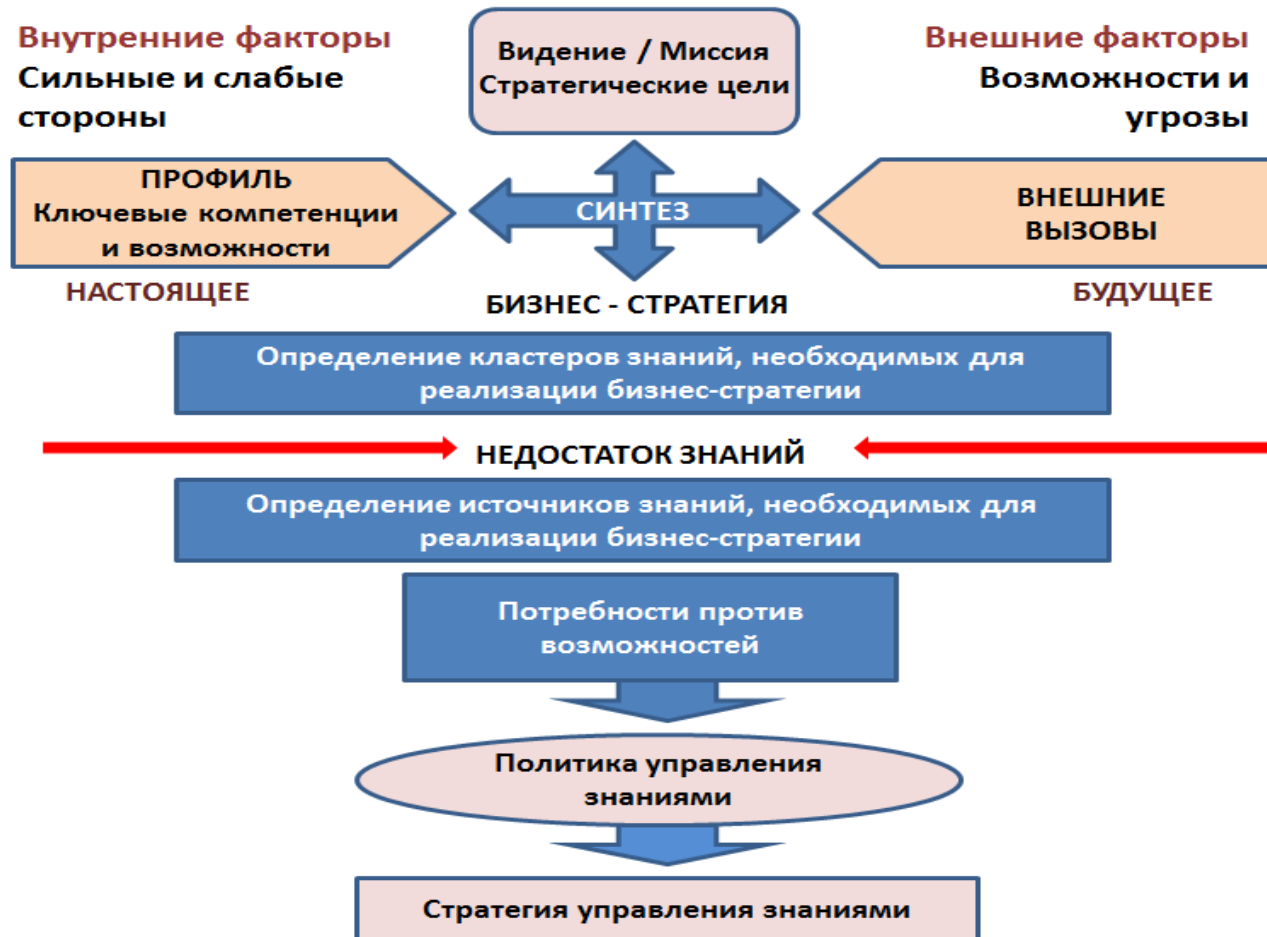 Внутренние факторы
Сильные и слабые
стороны
Видение / Миссия
Стратегические цели
Внешние факторы
Возможности и
угрозы
ПРОФИЛЬ
Ключевые компетенции
и возможности
СИНТЕЗ
ВНЕШНИЕ
ВЫЗОВЫ
НАСТОЯЩЕЕ
БУДУЩЕЕ
БИЗНЕС - СТРАТЕГИЯ
Определение кластеров знаний, необходимых для
реализации бизнес-стратегии
НЕДОСТАТОК ЗНАНИЙ
Определение источников знаний, необходимых для
реализации бизнес-стратегии
Потребности против
возможностей
Политика управления
знаниями
Стратегия управления знаниями